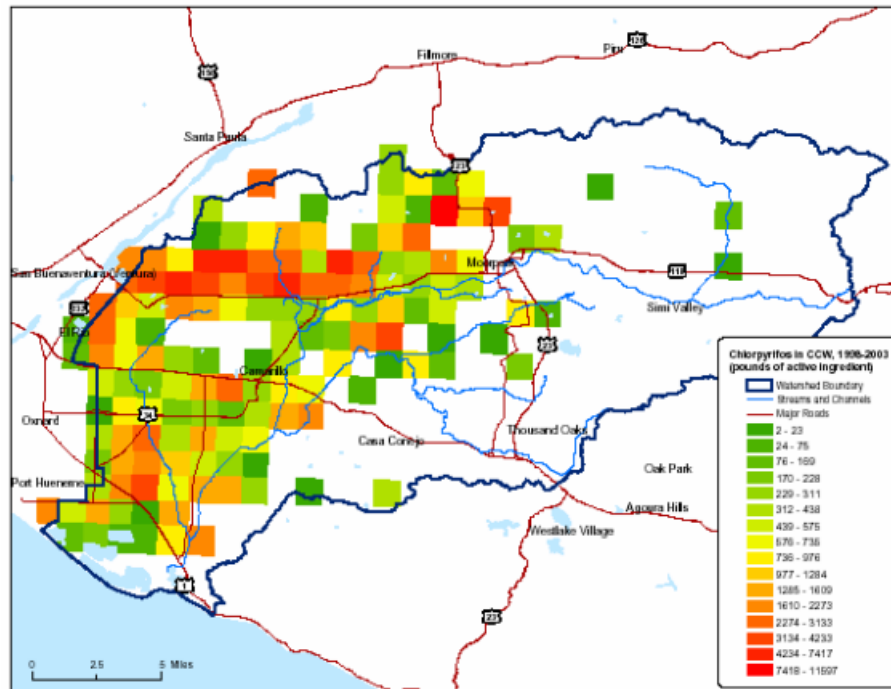 Fillmore
Piru
126
150
Santa Paula
23
Moorpark
San Buenaventura (Ventura)
118
Simi Valley
232
El Rio
23
Camarillo
Oxnard
34
Casa Conejo
Thousand Oaks
Oak Park
Port Hueneme
Agoura Hills
Westlake Village
1
23
0 2.5 5 Miles
Chlorpyrifos in CCW, 1998-2003
(pounds of active ingredient)
Watershed Boundary
Streams and Channels
Major Roads
2 - 23
24 - 75
76 - 169
170 - 228
229 - 311
312 - 438
439 - 575
576 - 735
736 - 976
977 - 1284
1285 - 1609
1610 - 2273
2274 - 3133
3134 - 4233
4234 - 7417
7418 - 11597